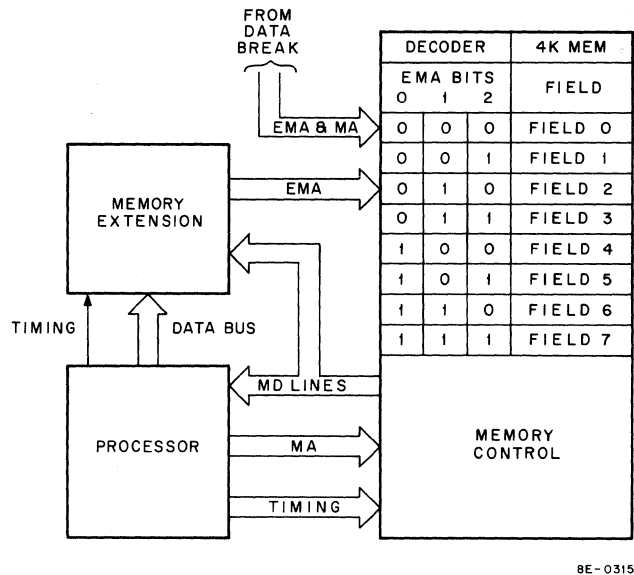 FROM
DATA
BREAK
DECODER 4K MEM
EMA BITS
0 1 2
FIELD
EMA & MA
0 0 0 FIELD 0
0 0 1 FIELD 1
0 1 0 FIELD 2
0 1 1 FIELD 3
1 0 0 FIELD 4
1 0 1 FIELD 5
1 1 0 FIELD 6
1 1 1 FIELD 7
MEMORY
EXTENSION
EMA
TIMING
DATA BUS
MD LINES
PROCESSOR
MA
TIMING
MEMORY
CONTROL
8E-0315